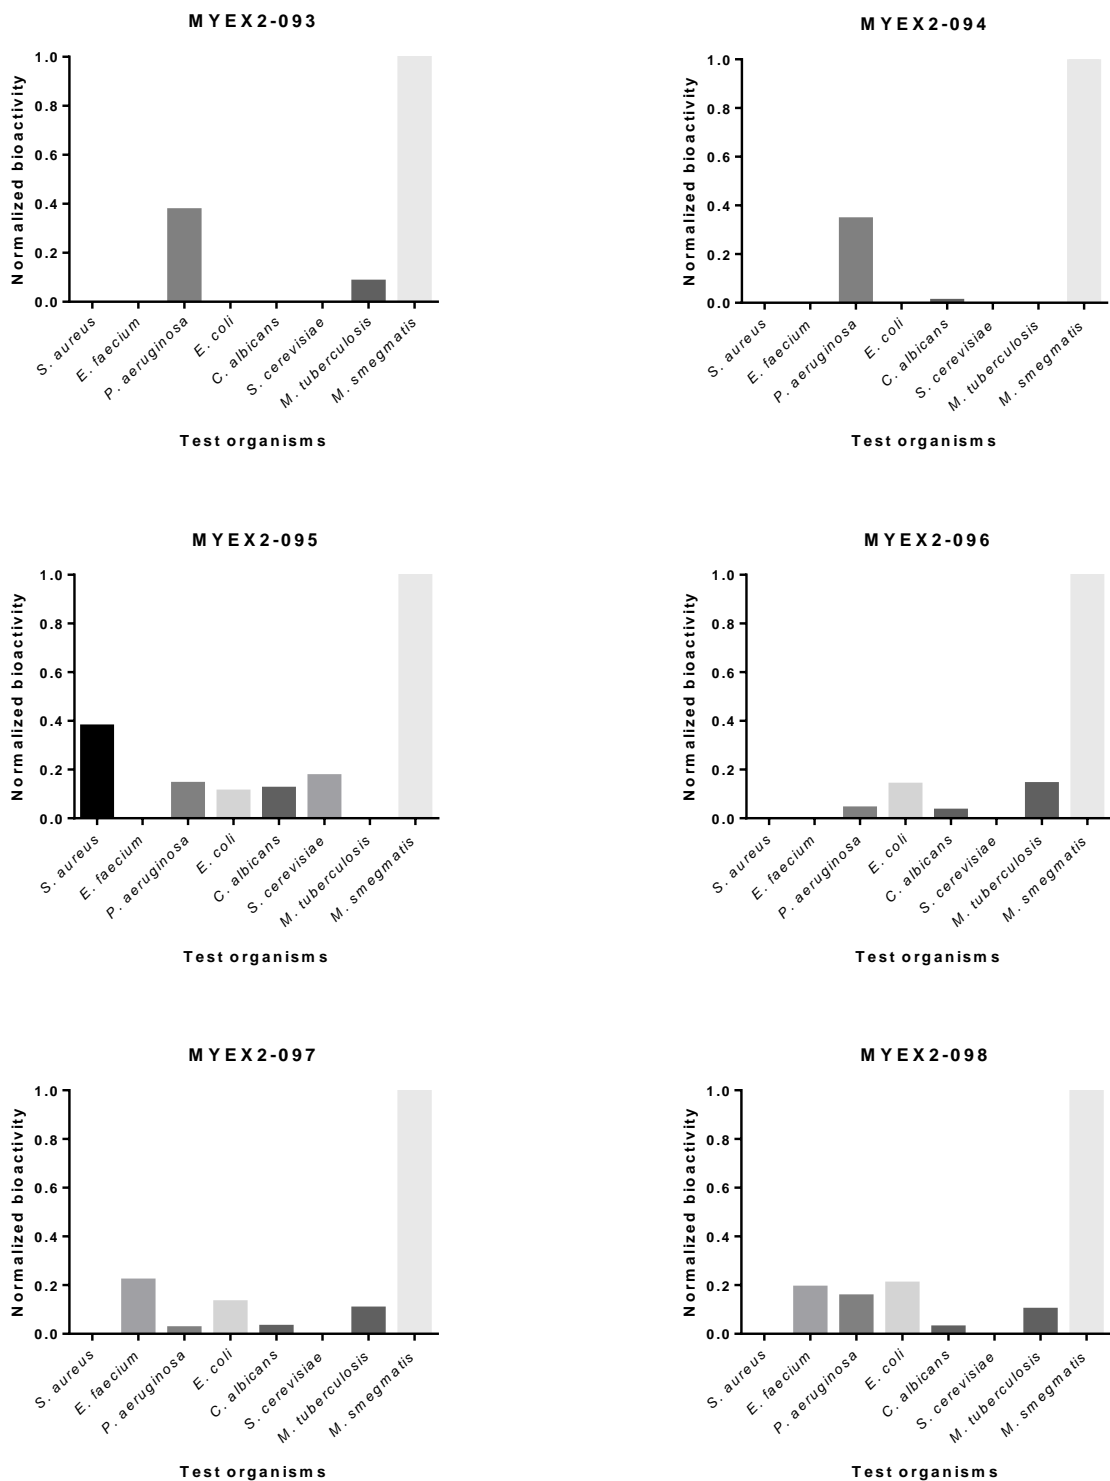 MYEX2-093
Normalized bioactivity
1.0
0.8
0.6
0.4
0.2
0.0
S. aureus
E. faecium
P. aeruginosa
E. coli
C. albicans
S. cerevisiae
M. tuberculosis
M. smegmatis
Test organisms
MYEX2-094
Normalized bioactivity
1.0
0.8
0.6
0.4
0.2
0.0
S. aureus
E. faecium
P. aeruginosa
E. coli
C. albicans
S. cerevisiae
M. tuberculosis
M. smegmatis
Test organisms
MYEX2-095
Normalized bioactivity
1.0
0.8
0.6
0.4
0.2
0.0
S. aureus
E. faecium
P. aeruginosa
E. coli
C. albicans
S. cerevisiae
M. tuberculosis
M. smegmatis
Test organisms
MYEX2-096
Normalized bioactivity
1.0
0.8
0.6
0.4
0.2
0.0
S. aureus
E. faecium
P. aeruginosa
E. coli
C. albicans
S. cerevisiae
M. tuberculosis
M. smegmatis
Test organisms
MYEX2-097
Normalized bioactivity
1.0
0.8
0.6
0.4
0.2
0.0
S. aureus
E. faecium
P. aeruginosa
E. coli
C. albicans
S. cerevisiae
M. tuberculosis
M. smegmatis
Test organisms
MYEX2-098
Normalized bioactivity
1.0
0.8
0.6
0.4
0.2
0.0
S. aureus
E. faecium
P. aeruginosa
E. coli
C. albicans
S. cerevisiae
M. tuberculosis
M. smegmatis
Test organisms